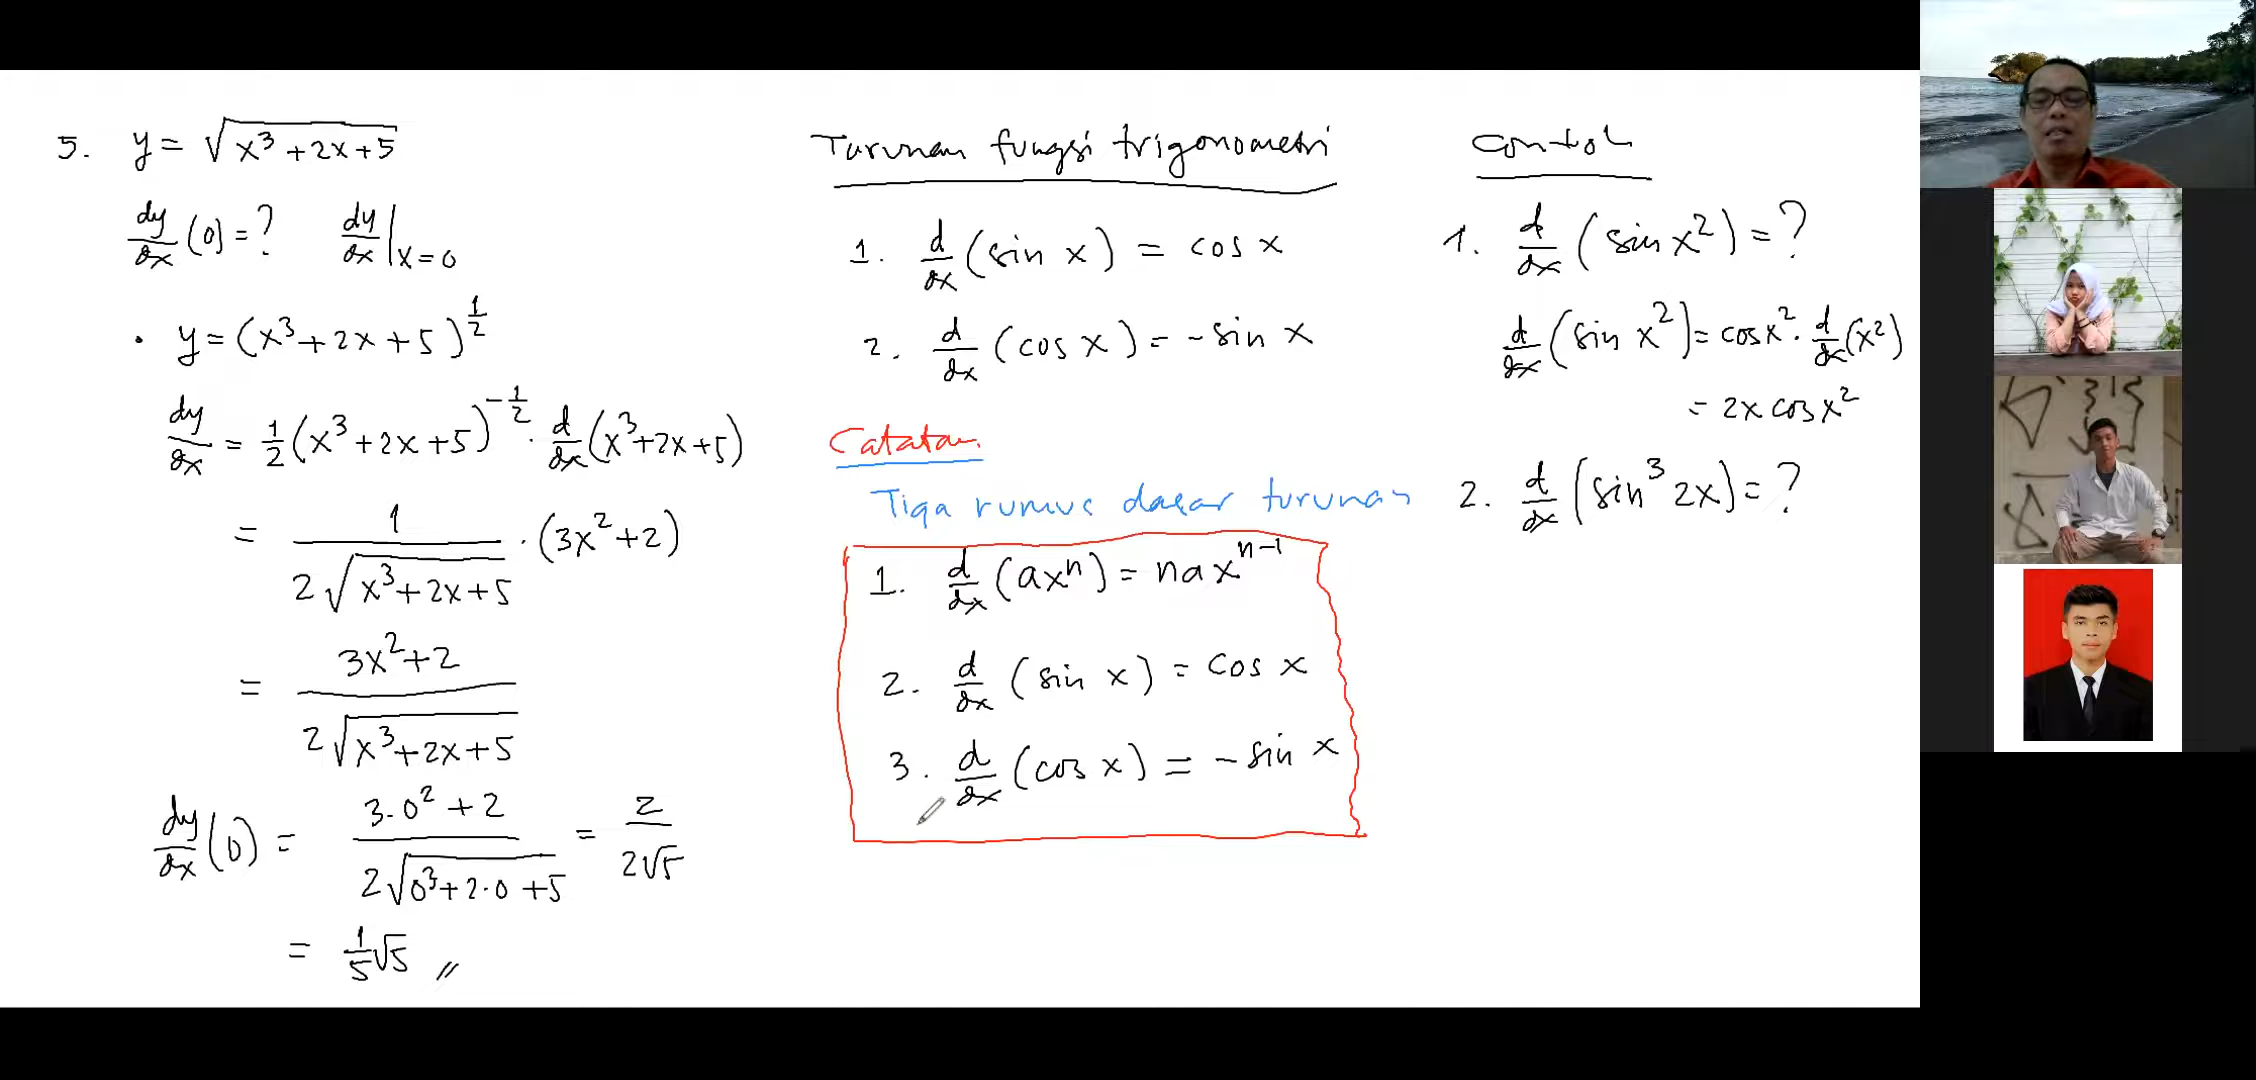 5. y = √(x³ + 2x + 5)
dy/dx (0) = ? dy/dx |x = 0
• y = (x³ + 2x + 5)^(1/2)
dy/dx = 1/2 (x³ + 2x + 5)^(-1/2) · d/dx (x³ + 2x + 5)
= 1/(2√(x³ + 2x + 5)) · (3x² + 2)
= (3x² + 2)/(2√(x³ + 2x + 5))
dy/dx (0) = (3·0² + 2)/(2√(0³ + 2·0 + 5)) = 2/(2√5)
= 1/5 √5 //
Turunan fungsi trigonometri
1. d/dx (sin x) = cos x
2. d/dx (cos x) = - sin x
Catatan.
Tiga rumus dasar turunan
1. d/dx (ax^n) = nax^(n-1)
2. d/dx (sin x) = cos x
3. d/dx (cos x) = - sin x
Contoh
1. d/dx (sin x²) = ?
d/dx (sin x²) = cos x² · d/dx (x²)
= 2x cos x²
2. d/dx (sin³ 2x) = ?